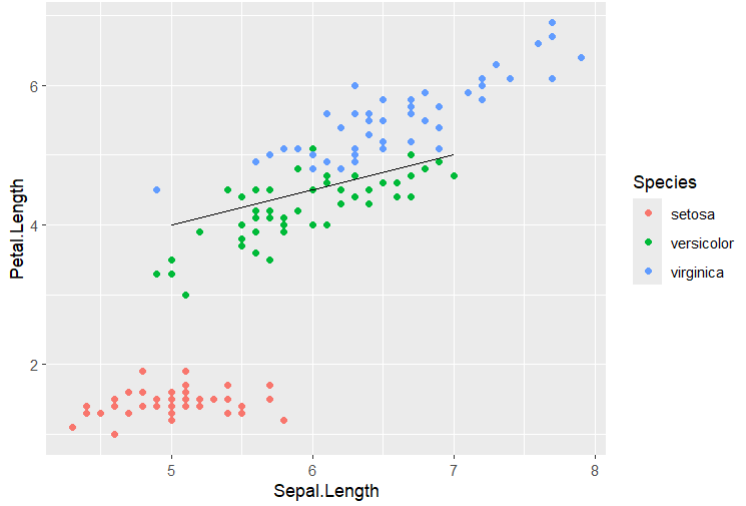 6
4
2
Petal.Length
5
6
7
8
Sepal.Length
Species
setosa
versicolor
virginica